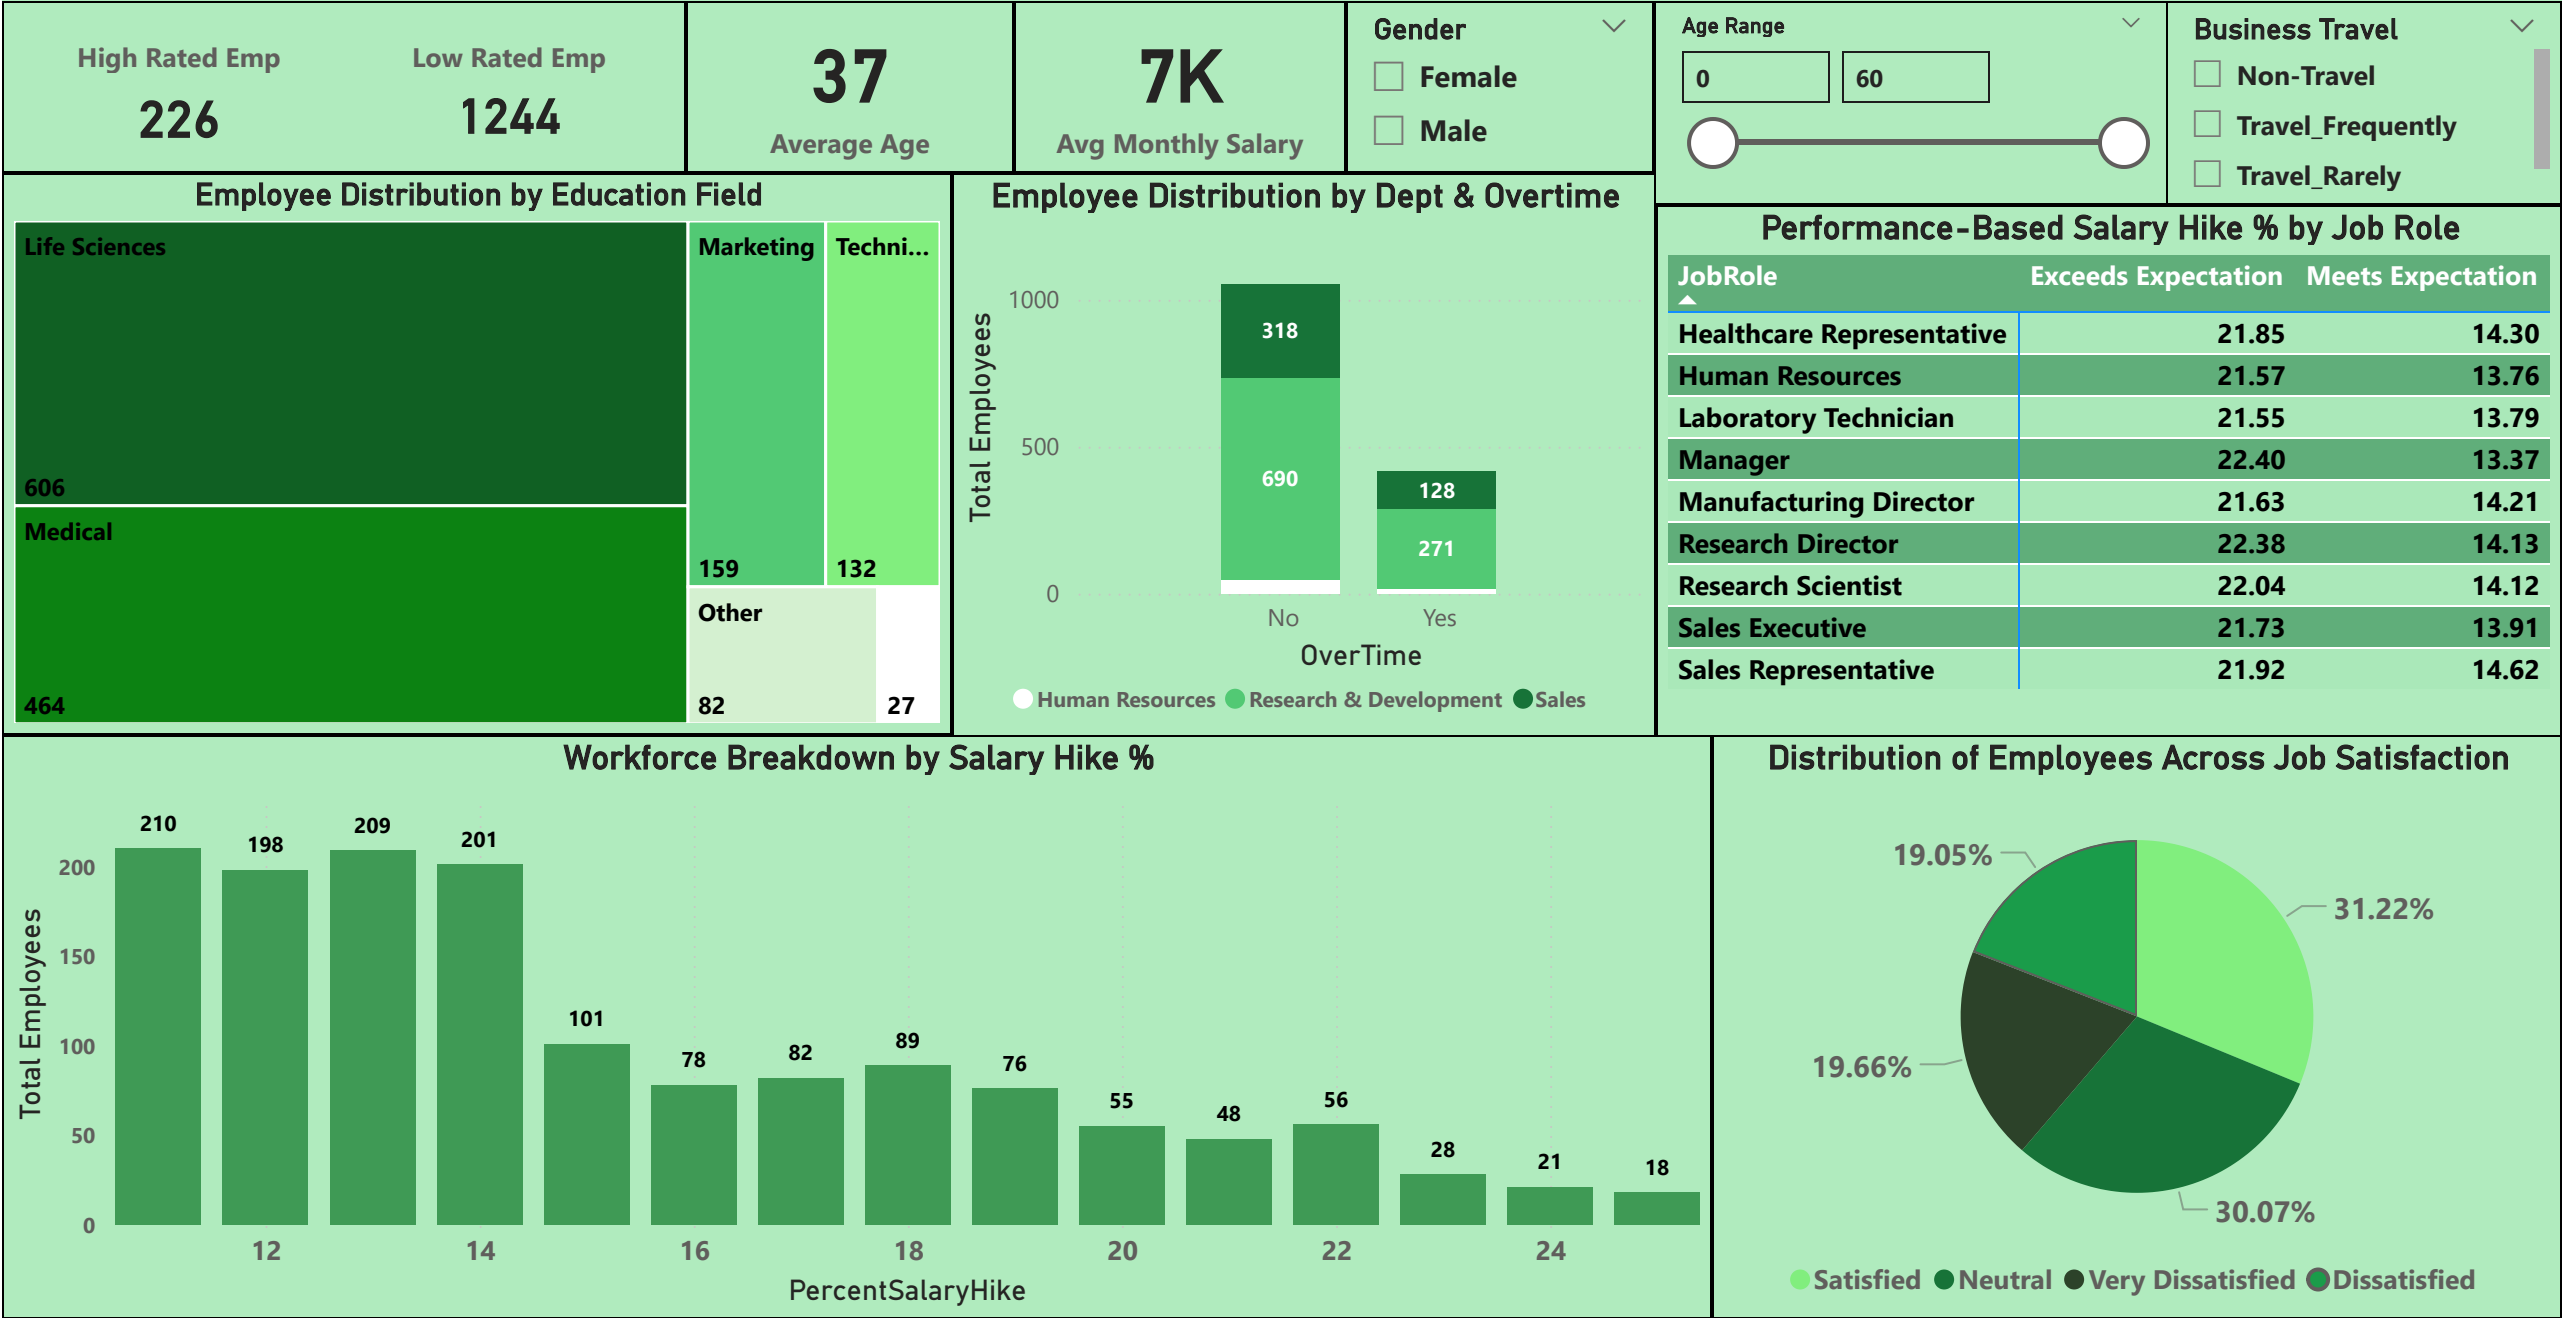 High Rated Emp
226
Low Rated Emp
1244
37
Average Age
7K
Avg Monthly Salary
Gender
Female
Male
Age Range
0
60
Business Travel
Non-Travel
Travel_Frequently
Travel_Rarely
Employee Distribution by Education Field
Life Sciences
606
Medical
464
Marketing
159
Techni...
132
Other
82
27
Employee Distribution by Dept & Overtime
Total Employees
1000
500
0
318
690
128
271
No
Yes
OverTime
Human Resources Research & Development Sales
Performance-Based Salary Hike % by Job Role
JobRole Exceeds Expectation Meets Expectation
Healthcare Representative 21.85 14.30
Human Resources 21.57 13.76
Laboratory Technician 21.55 13.79
Manager 22.40 13.37
Manufacturing Director 21.63 14.21
Research Director 22.38 14.13
Research Scientist 22.04 14.12
Sales Executive 21.73 13.91
Sales Representative 21.92 14.62
Workforce Breakdown by Salary Hike %
Total Employees
200
150
100
50
0
210
198
209
201
101
78
82
89
76
55
48
56
28
21
18
12 14 16 18 20 22 24
PercentSalaryHike
Distribution of Employees Across Job Satisfaction
19.05%
31.22%
19.66%
30.07%
Satisfied Neutral Very Dissatisfied Dissatisfied